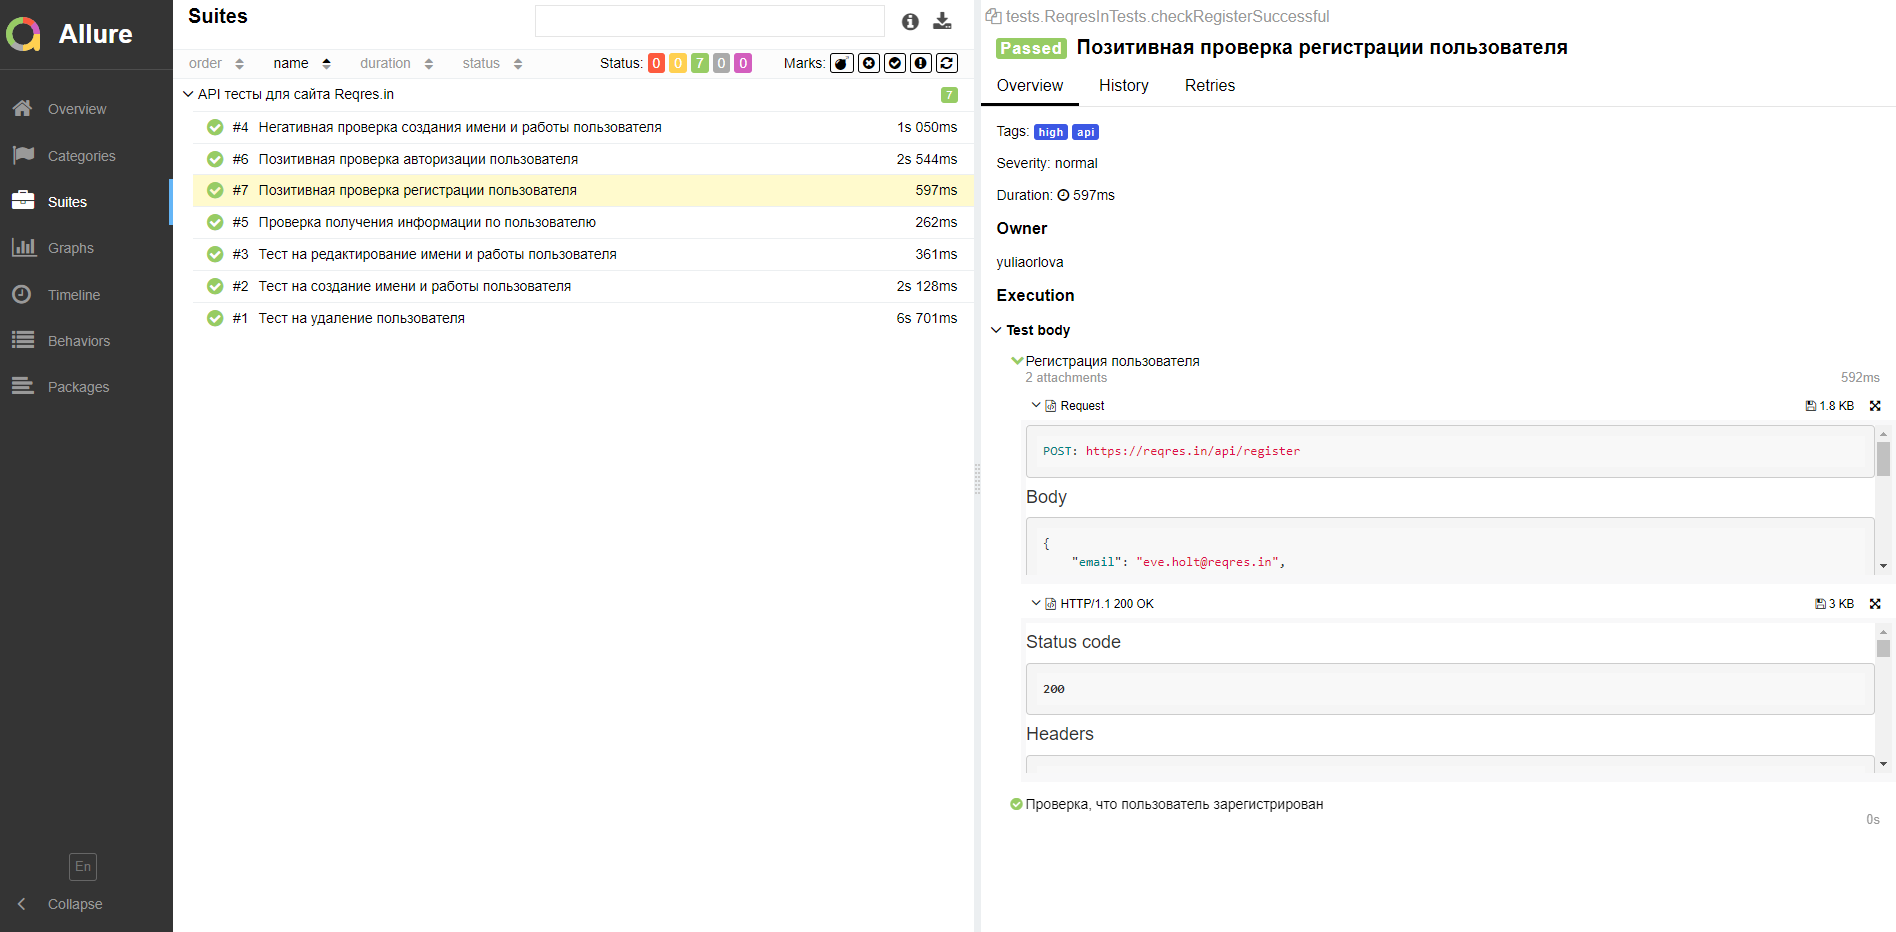 Allure
Overview
Categories
Suites
Graphs
Timeline
Behaviors
Packages
En
Collapse
Suites
order name duration status Status: 0 0 7 0 0 Marks:
API тесты для сайта Reqres.in 7
#4 Негативная проверка создания имени и работы пользователя 1s 050ms
#6 Позитивная проверка авторизации пользователя 2s 544ms
#7 Позитивная проверка регистрации пользователя 597ms
#5 Проверка получения информации по пользователю 262ms
#3 Тест на редактирование имени и работы пользователя 361ms
#2 Тест на создание имени и работы пользователя 2s 128ms
#1 Тест на удаление пользователя 6s 701ms
tests.ReqresInTests.checkRegisterSuccessful
Passed Позитивная проверка регистрации пользователя
Overview History Retries
Tags: high api
Severity: normal
Duration: 597ms
Owner
yuliaorlova
Execution
Test body
Регистрация пользователя
2 attachments 592ms
Request 1.8 KB
POST: https://reqres.in/api/register
Body
{
"email": "eve.holt@reqres.in",
HTTP/1.1 200 OK 3 KB
Status code
200
Headers
Проверка, что пользователь зарегистрирован
0s